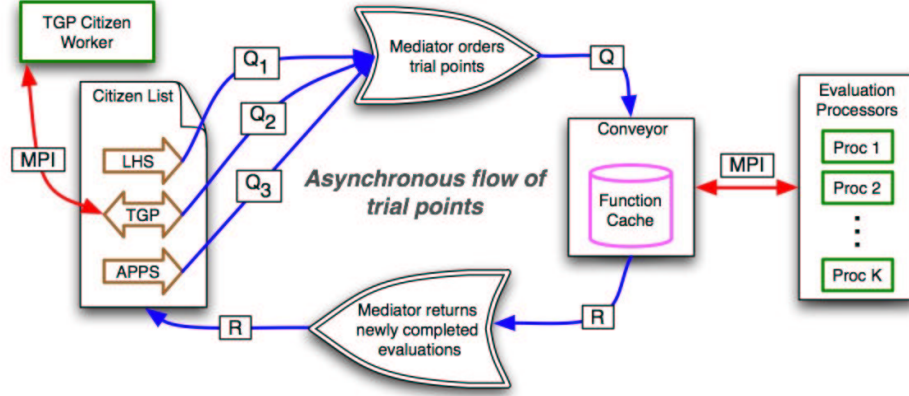 TGP Citizen
Worker
Citizen List
LHS
TGP
APPS
MPI
Q1
Q2
Q3
Mediator orders
trial points
Q
Asynchronous flow of
trial points
Conveyor
Function
Cache
MPI
Evaluation
Processors
Proc 1
Proc 2
Proc K
R
Mediator returns
newly completed
evaluations
R